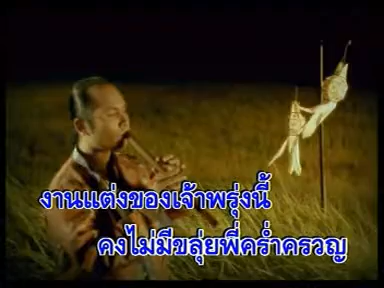 งานแต่งของเจ้าพรุ่งนี้
คงไม่มีขลุ่ยพี่คร่ำครวญ